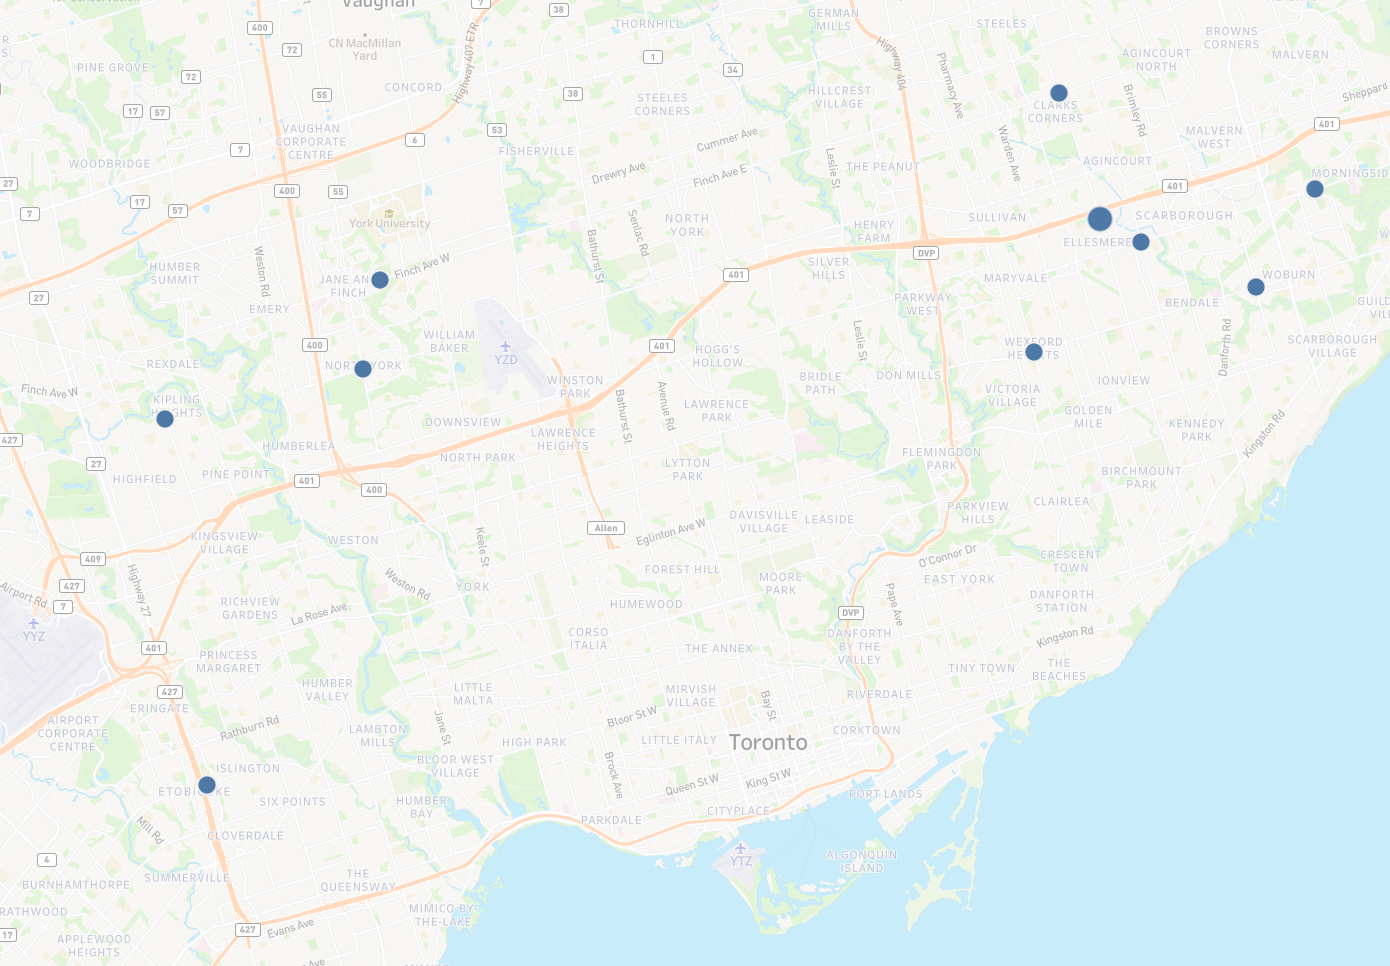 Vaughan
7
38
GERMAN
MILLS
STEELES
THORNHILL
400
BROWNS
CORNERS
72
CN MacMillan
Yard
1
Highway 404
AGINCOURT
NORTH
MALVERN
PINE GROVE
72
34
Pharmacy Ave
CONCORD
Highway 407 ETR
55
38
STEELES
CORNERS
HILLCREST
VILLAGE
CLARKS
CORNERS
Brimley Rd
Sheppard
17
57
401
VAUGHAN
CORPORATE
CENTRE
53
6
Cummer Ave
MALVERN
WEST
7
FISHERVILLE
Warden Ave
WOODBRIDGE
Leslie St
THE PEANUT
AGINCOURT
Drewry Ave
Finch Ave E
MORNINGSID
27
400
55
401
17
57
7
York University
Senlac Rd
NORTH
YORK
HENRY
FARM
SULLIVAN
SCARBOROUGH
Bathurst St
ELLESMERE
DVP
Weston Rd
Finch Ave W
HUMBER
SUMMIT
JANE AN
FINCH
401
SILVER
HILLS
MARYVALE
WOBURN
27
EMERY
PARKWAY
WEST
BENDALE
GUILD
400
WILLIAM
BAKER
YZD
401
HOGG'S
HOLLOW
Leslie St
WEXFORD
HEIGHTS
Danforth Rd
SCARBOROUGH
VILLAGE
REXDALE
NOR YORK
WINSTON
PARK
BRIDLE
PATH
DON MILLS
IONVIEW
Finch Ave W
KIPLING
HEIGHTS
Bathurst St
Avenue Rd
LAWRENCE
PARK
VICTORIA
VILLAGE
GOLDEN
MILE
KENNEDY
PARK
Kingston Rd
427
HUMBERLEA
DOWNSVIEW
LAWRENCE
HEIGHTS
27
PINE POINT
NORTH PARK
LYTTON
PARK
FLEMINGDON
PARK
HIGHFIELD
401
400
BIRCHMOUNT
PARK
CLAIRLEA
KINGSVIEW
VILLAGE
WESTON
Keele St
Allen
Eglinton Ave W
DAVISVILLE
VILLAGE
LEASIDE
PARKVIEW
HILLS
409
O'Connor Dr
CRESCENT
TOWN
427
Airport Rd
7
Highway 27
Weston Rd
YORK
FOREST HILL
MOORE
PARK
EAST YORK
YYZ
RICHVIEW
GARDENS
La Rose Ave
HUMEWOOD
DVP
Pape Ave
DANFORTH
STATION
401
CORSO
ITALIA
THE ANNEX
DANFORTH
BY THE
VALLEY
Kingston Rd
PRINCESS
MARGARET
427
HUMBER
VALLEY
LITTLE
MALTA
MIRVISH
VILLAGE
TINY TOWN
THE
BEACHES
ERINGATE
RIVERDALE
AIRPORT
CORPORATE
CENTRE
Rathburn Rd
LAMBTON
MILLS
Jane St
Bloor St W
Bay St
HIGH PARK
LITTLE ITALY
Toronto
CORKTOWN
ISLINGTON
BLOOR WEST
VILLAGE
Brock Ave
Queen St W
King St W
ETOBI KE
SIX POINTS
HUMBER
BAY
PARKDALE
CITYPLACE
PORT LANDS
Mill Rd
CLOVERDALE
4
YTZ
ALGONQUIN
ISLAND
BURNHAMTHORPE
SUMMERVILLE
THE
QUEENSWAY
RATHWOOD
MIMICO BY-
THE-LAKE
17
427
Evans Ave
APPLEWOOD
HEIGHTS